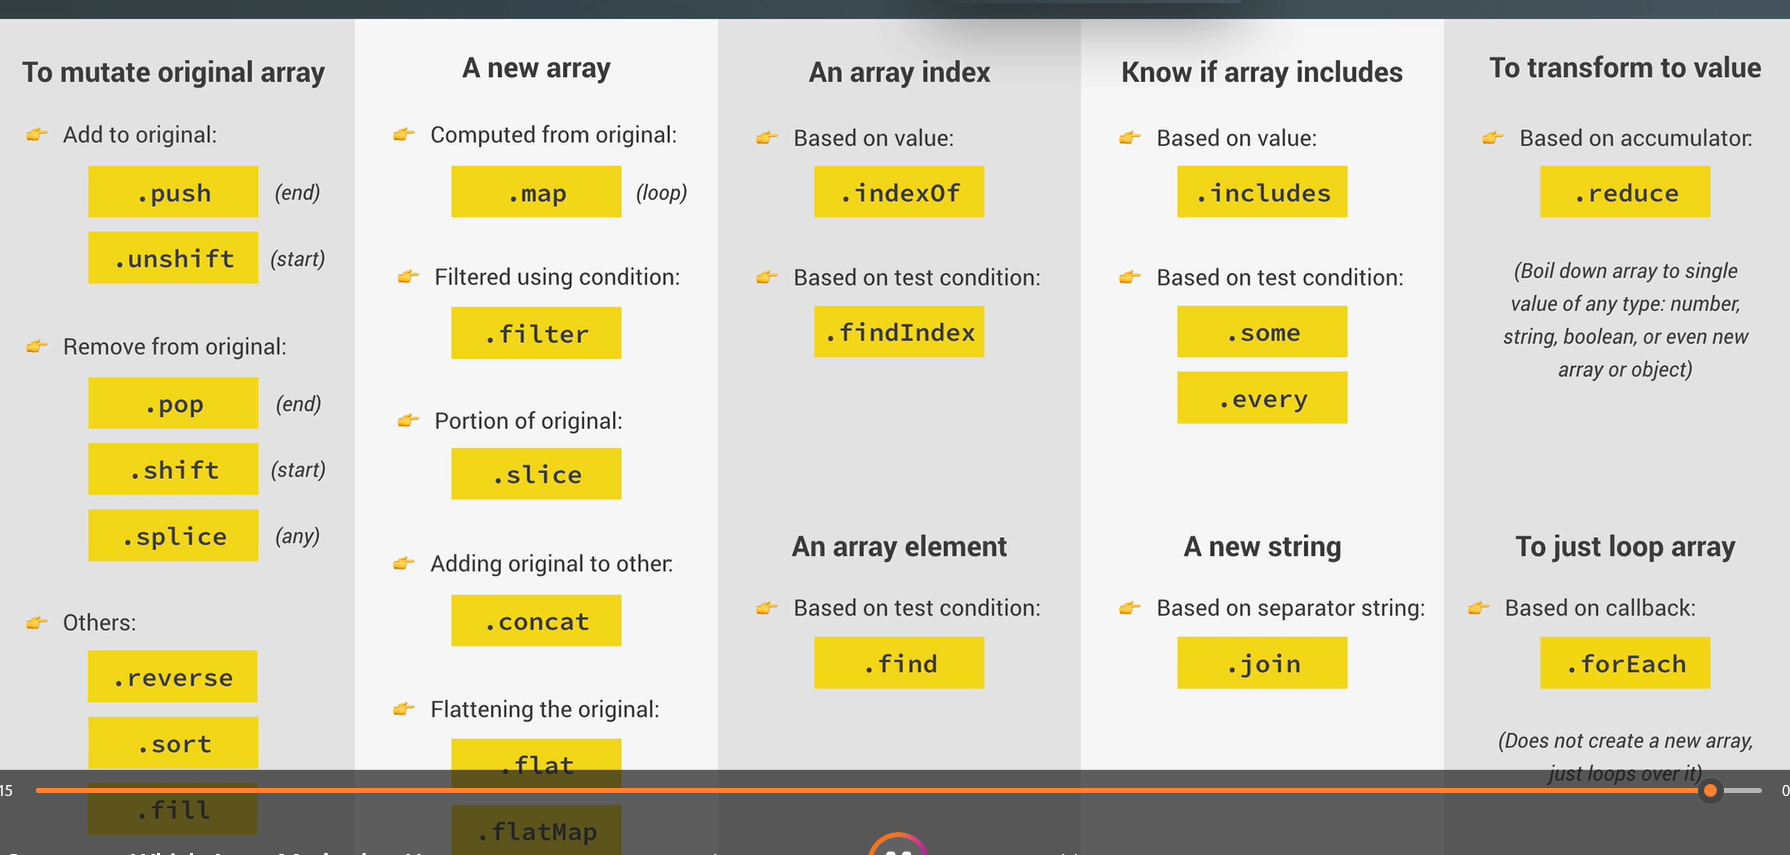 To mutate original array
Add to original:
.push (end)
.unshift (start)
Remove from original:
.pop (end)
.shift (start)
.splice (any)
Others:
.reverse
.sort
.fill
A new array
Computed from original:
.map (loop)
Filtered using condition:
.filter
Portion of original:
.slice
Adding original to other:
.concat
Flattening the original:
.flat
.flatMap
An array index
Based on value:
.indexOf
Based on test condition:
.findIndex
An array element
Based on test condition:
.find
Know if array includes
Based on value:
.includes
Based on test condition:
.some
.every
A new string
Based on separator string:
.join
To transform to value
Based on accumulator:
.reduce
(Boil down array to single
value of any type: number,
string, boolean, or even new
array or object)
To just loop array
Based on callback:
.forEach
(Does not create a new array,
just loops over it)
15
0